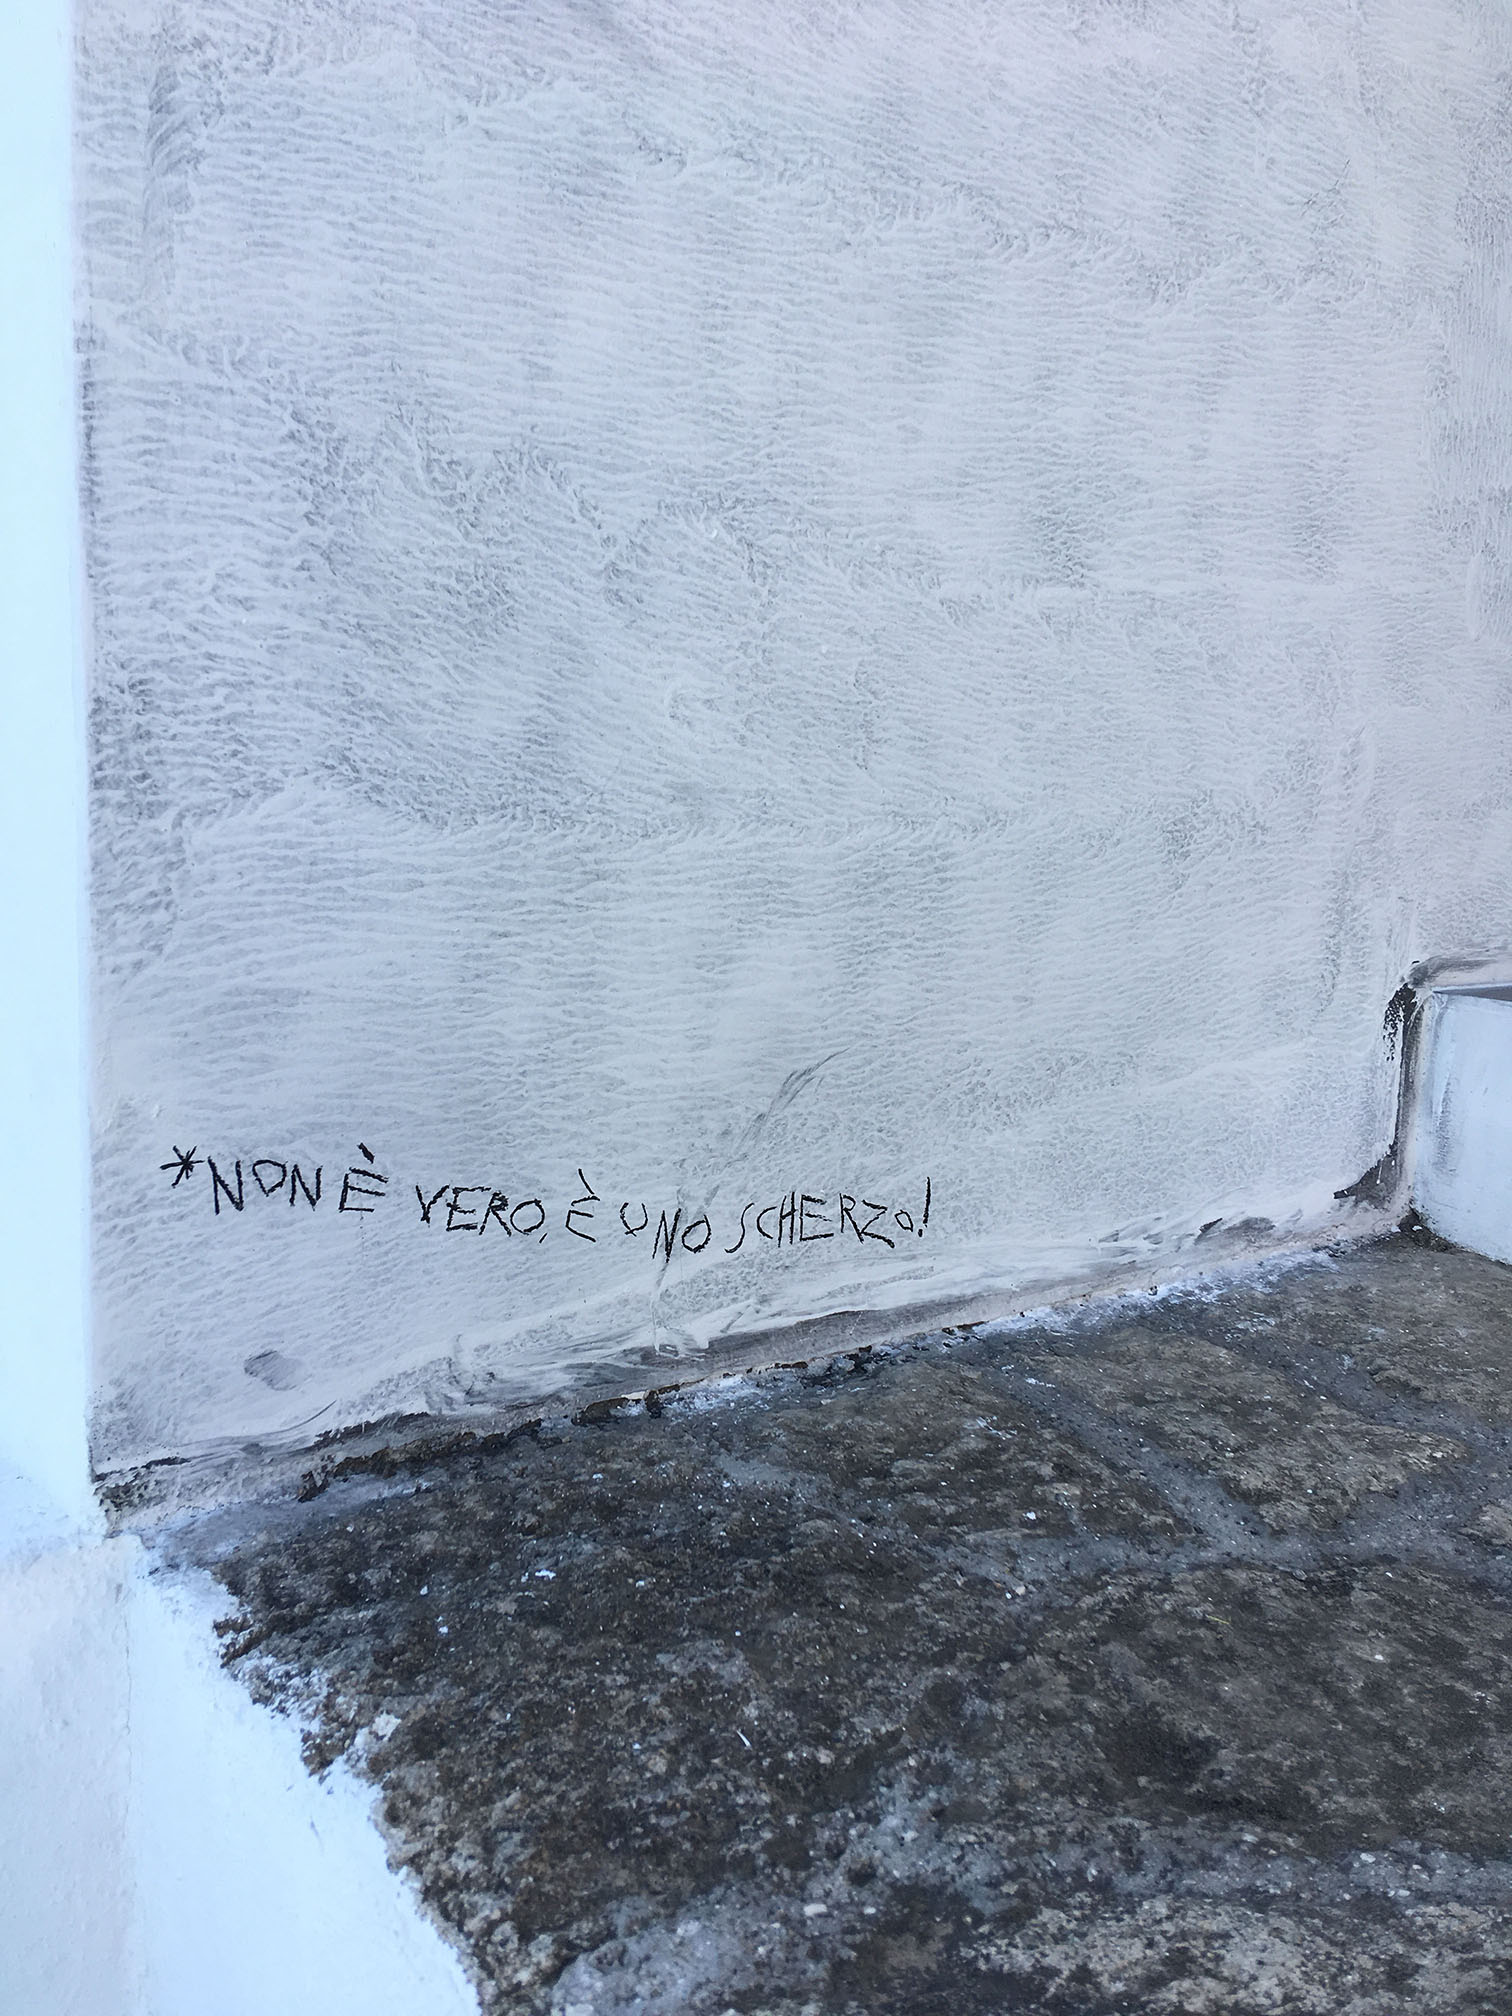 *NON È VERO, È UNO SCHERZO!